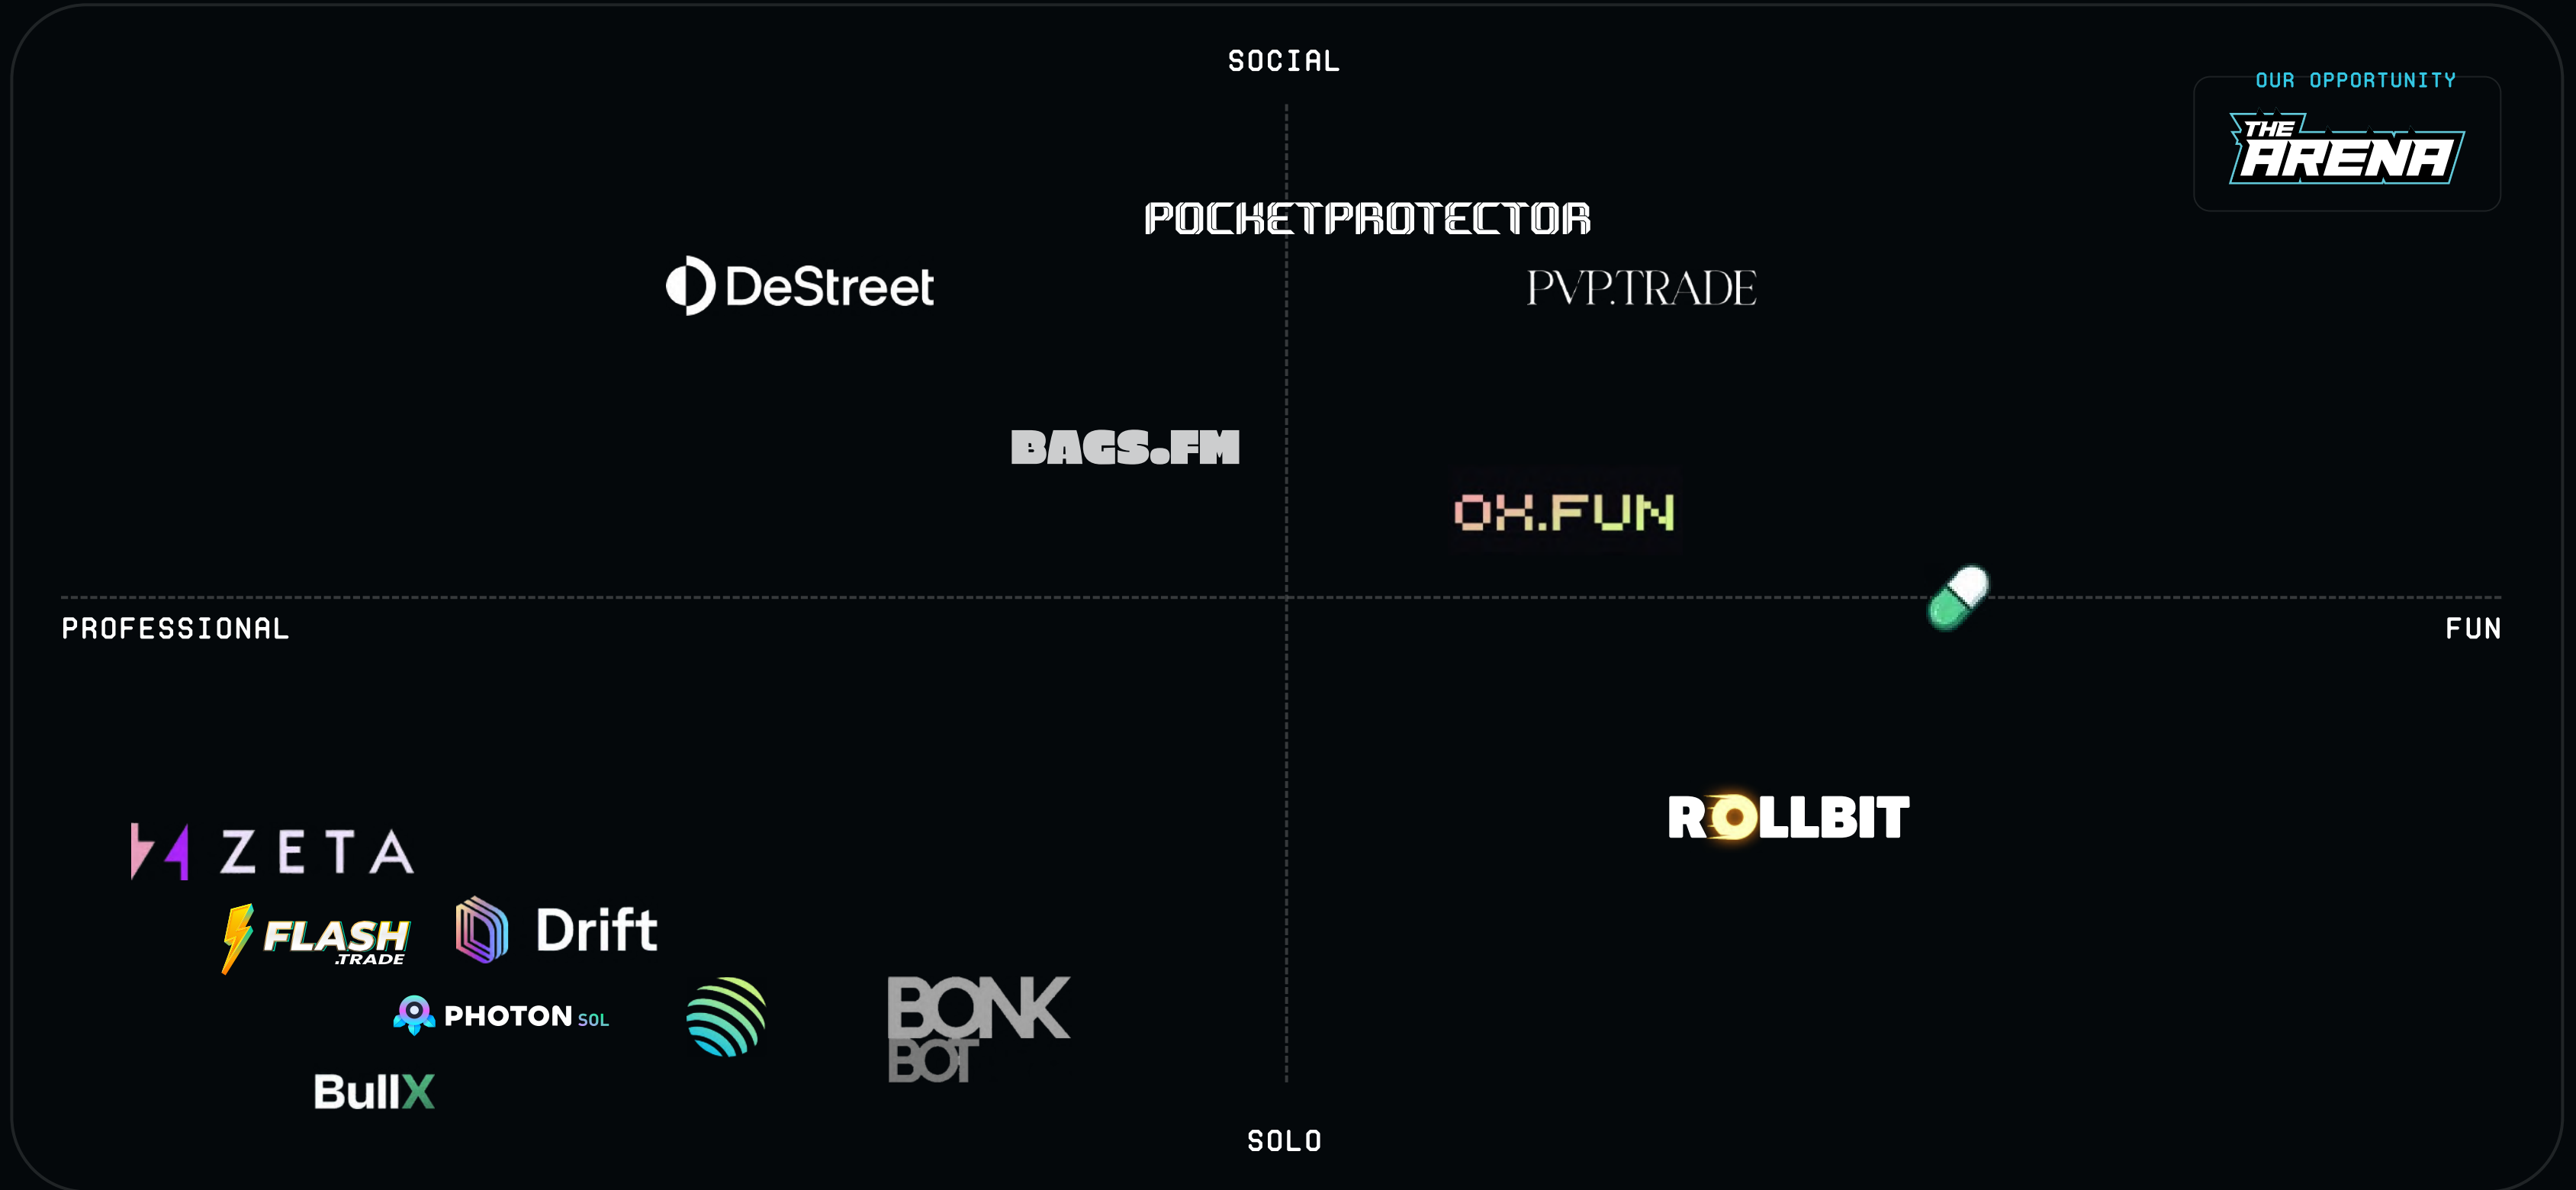 SOCIAL
OUR OPPORTUNITY
THE
ARENA
POCKETPROTECTOR
DeStreet
PVP.TRADE
BAGS.FM
OX.FUN
PROFESSIONAL
FUN
ROLLBIT
ZETA
FLASH
.TRADE
Drift
PHOTON SOL
BONK
BOT
BullX
SOLO